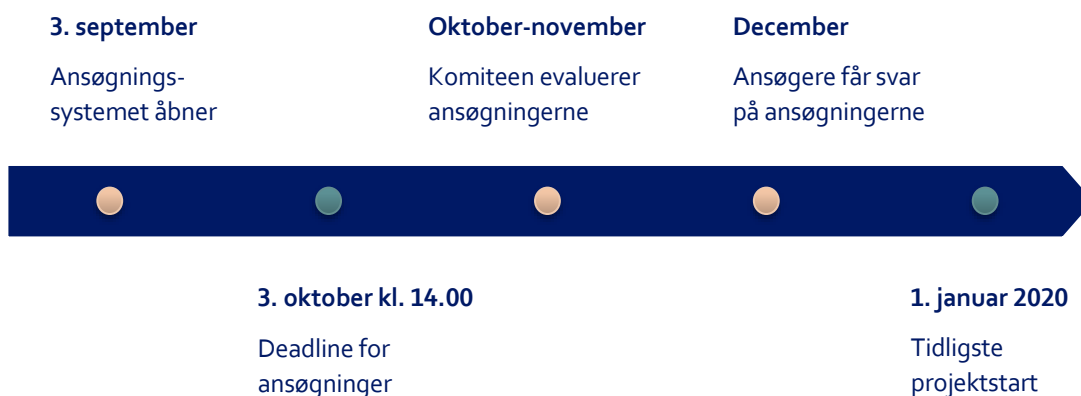 3. september
Ansøgnings-
systemet åbner
Oktober-november
Komiteen evaluerer
ansøgningerne
December
Ansøgere får svar
på ansøgningerne
3. oktober kl. 14.00
Deadline for
ansøgninger
1. januar 2020
Tidligste
projektstart